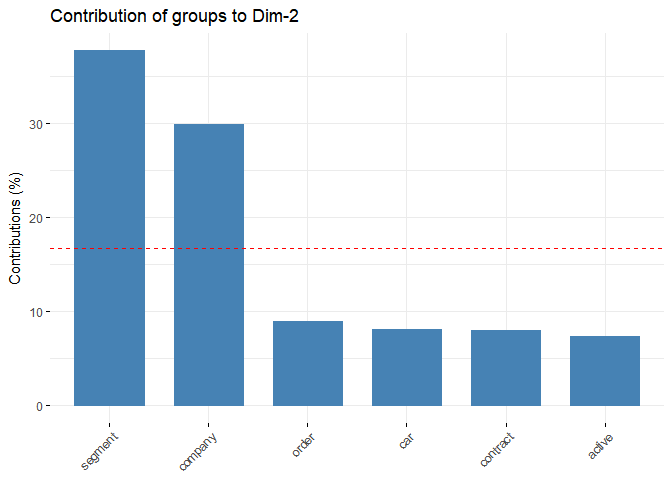 Contribution of groups to Dim-2
Contributions (%)
30
20
10
0
segment
company
order
car
contract
active